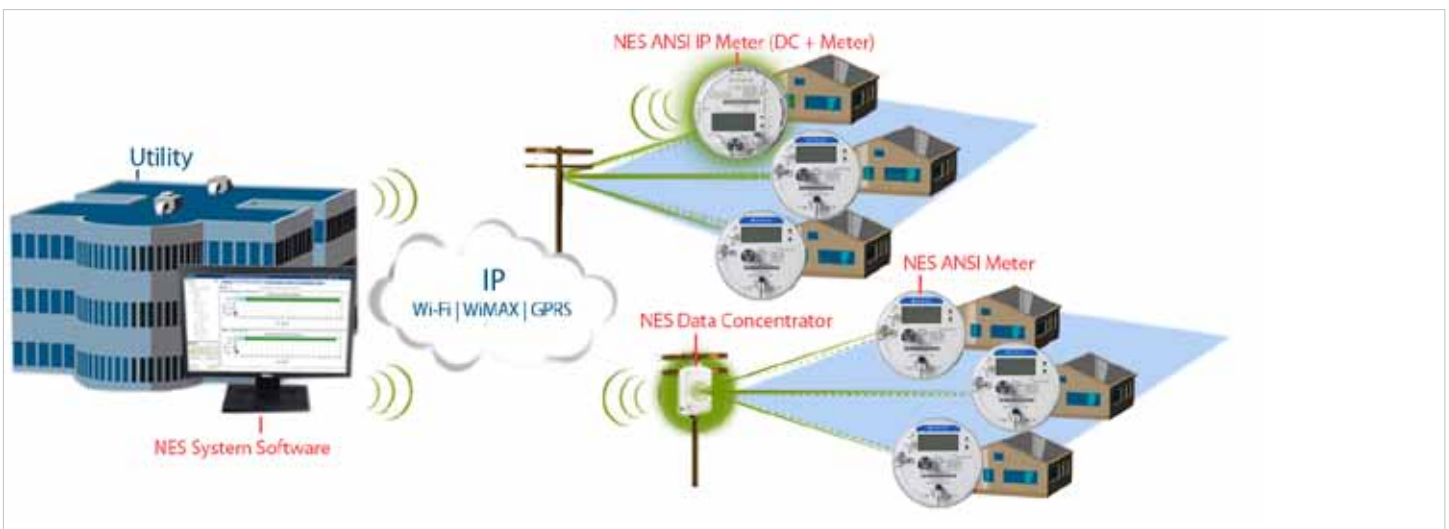 NES ANSI IP Meter (DC + Meter)
Utility
IP
Wi-Fi | WiMAX | GPRS
NES System Software
NES Data Concentrator
NES ANSI Meter